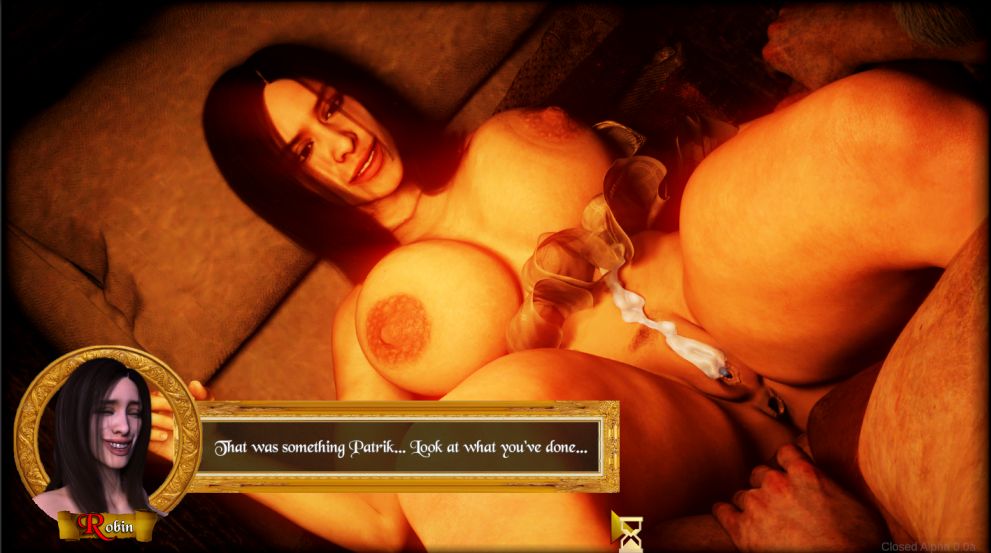 That was something Patrik... Look at what you've done...
Robin
Closed Alpha 0.0a